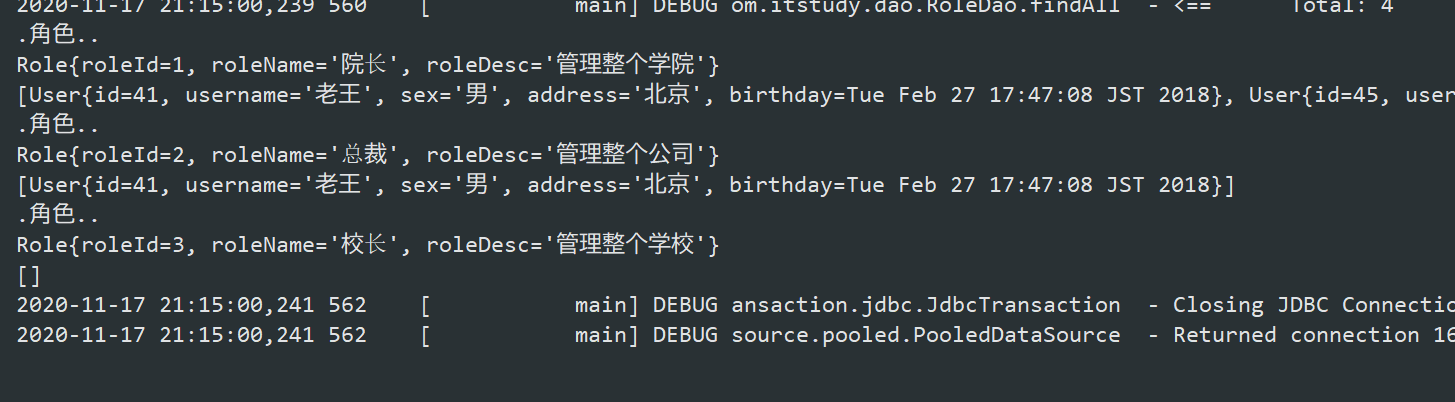 2020-11-17 21:15:00,239 560    [           main] DEBUG om.itstudy.dao.RoleDao.findAll  - <==      Total: 4
.角色..
Role{roleId=1, roleName='院长', roleDesc='管理整个学院'}
[User{id=41, username='老王', sex='男', address='北京', birthday=Tue Feb 27 17:47:08 JST 2018}, User{id=45, user
.角色..
Role{roleId=2, roleName='总裁', roleDesc='管理整个公司'}
[User{id=41, username='老王', sex='男', address='北京', birthday=Tue Feb 27 17:47:08 JST 2018}]
.角色..
Role{roleId=3, roleName='校长', roleDesc='管理整个学校'}
[]
2020-11-17 21:15:00,241 562    [           main] DEBUG ansaction.jdbc.JdbcTransaction  - Closing JDBC Connectio
2020-11-17 21:15:00,241 562    [           main] DEBUG source.pooled.PooledDataSource  - Returned connection 16